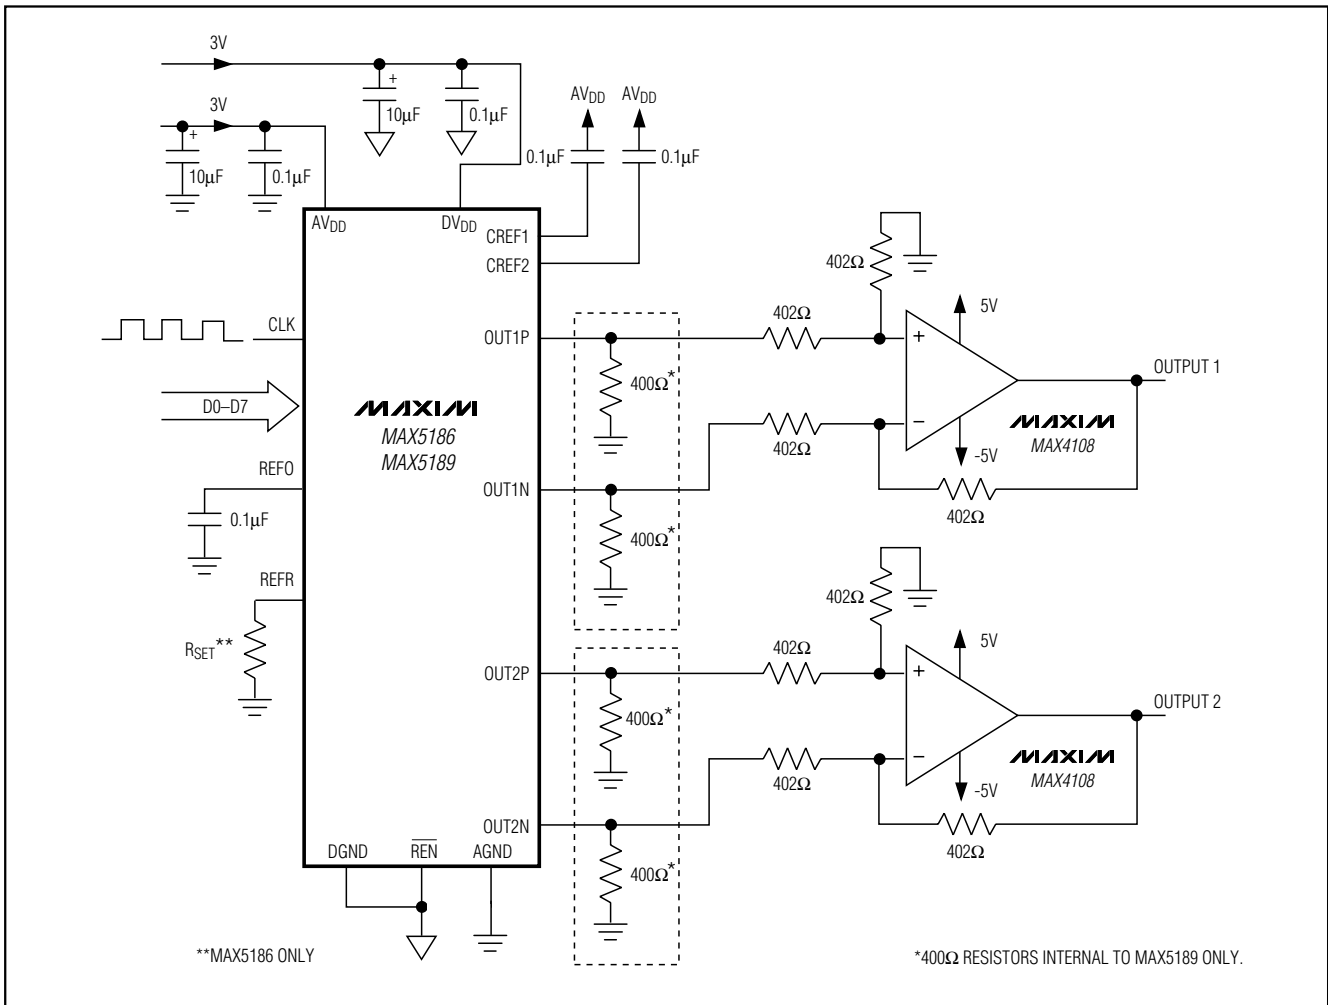 3V
+
10µF
0.1µF
3V
+
10µF
0.1µF
AVDD
AVDD
0.1µF
0.1µF
AVDD
DVDD
CREF1
CREF2
CLK
D0–D7
REFO
0.1µF
REFR
RSET**
MAXIM
MAX5186
MAX5189
OUT1P
OUT1N
OUT2P
OUT2N
DGND
REN
AGND
400Ω*
400Ω*
400Ω*
400Ω*
402Ω
402Ω
402Ω
+
−
5V
-5V
402Ω
MAXIM
MAX4108
OUTPUT 1
402Ω
402Ω
402Ω
+
−
5V
-5V
402Ω
MAXIM
MAX4108
OUTPUT 2
**MAX5186 ONLY
*400Ω RESISTORS INTERNAL TO MAX5189 ONLY.